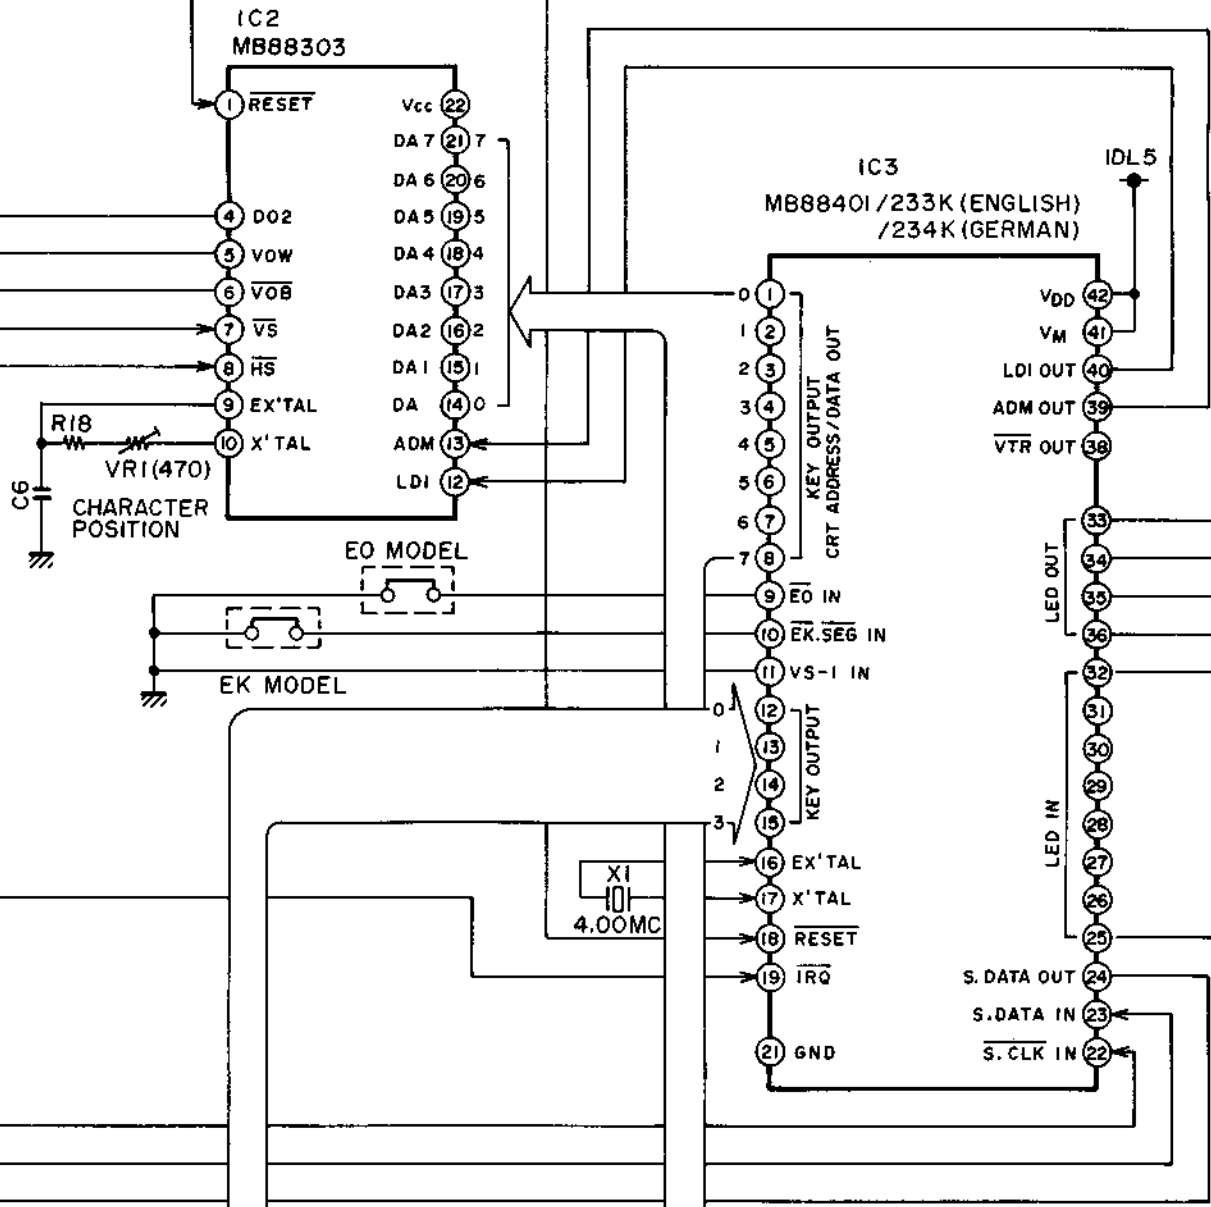 IC2
MB88303
1 RESET
Vcc 22
DA7 21 7
DA6 20 6
4 DO2
DA5 19 5
5 VOW
DA4 18 4
6 VOB
DA3 17 3
7 VS
DA2 16 2
8 HS
DA1 15 1
9 EX'TAL
DA 14 0
10 X'TAL
ADM 13
LDI 12
R18
VR1(470)
C6
CHARACTER
POSITION
EO MODEL
EK MODEL
IC3
MB88401/233K(ENGLISH)
/234K(GERMAN)
IDL5
0 1
1 2
2 3
3 4
4 5
5 6
6 7
7 8
KEY OUTPUT
CRT ADDRESS/DATA OUT
9 EO IN
10 EK.SEG IN
11 VS-1 IN
0 12
1 13
2 14
3 15
KEY OUTPUT
16 EX'TAL
17 X'TAL
18 RESET
19 IRQ
21 GND
X1
4.00MC
VDD 42
VM 41
LDI OUT 40
ADM OUT 39
VTR OUT 38
33
34
35
36
LED OUT
32
31
30
29
28
27
26
25
LED IN
S.DATA OUT 24
S.DATA IN 23
S.CLK IN 22